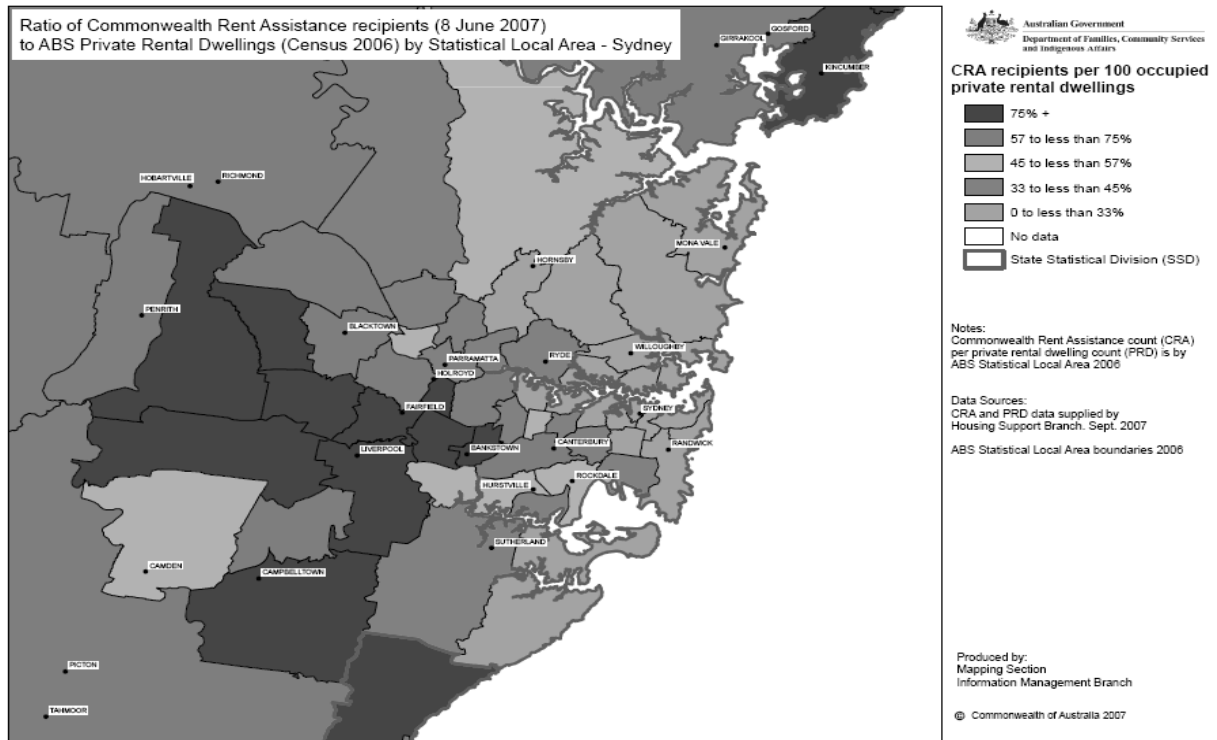 Ratio of Commonwealth Rent Assistance recipients (8 June 2007)
to ABS Private Rental Dwellings (Census 2006) by Statistical Local Area - Sydney
GOSFORD
GIRRAKOOL
KINCUMBER
HOBARTVILLE
RICHMOND
MONA VALE
HORNSBY
PENRITH
BLACKTOWN
WILLOUGHBY
PARRAMATTA
RYDE
HOLROYD
FAIRFIELD
SYDNEY
LIVERPOOL
BANKSTOWN
CANTERBURY
RANDWICK
HURSTVILLE
ROCKDALE
SUTHERLAND
CAMDEN
CAMPBELLTOWN
PICTON
TAHMOOR
Australian Government
Department of Families, Community Services
and Indigenous Affairs
CRA recipients per 100 occupied
private rental dwellings
75% +
57 to less than 75%
45 to less than 57%
33 to less than 45%
0 to less than 33%
No data
State Statistical Division (SSD)
Notes:
Commonwealth Rent Assistance count (CRA)
per private rental dwelling count (PRD) is by
ABS Statistical Local Area 2006
Data Sources:
CRA and PRD data supplied by
Housing Support Branch. Sept. 2007
ABS Statistical Local Area boundaries 2006
Produced by:
Mapping Section
Information Management Branch
© Commonwealth of Australia 2007